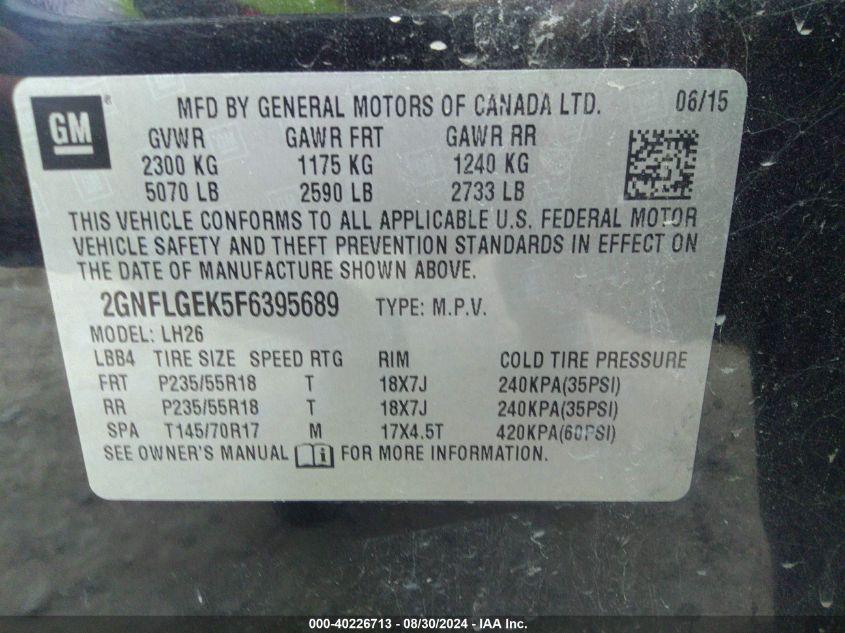 GM ® MFD BY GENERAL MOTORS OF CANADA LTD. 06/15
GVWR GAWR FRT GAWR RR
2300 KG 1175 KG 1240 KG
5070 LB 2590 LB 2733 LB
THIS VEHICLE CONFORMS TO ALL APPLICABLE U.S. FEDERAL MOTOR
VEHICLE SAFETY AND THEFT PREVENTION STANDARDS IN EFFECT ON
THE DATE OF MANUFACTURE SHOWN ABOVE.
2GNFLGEK5F6395689 TYPE: M.P.V.
MODEL: LH26
LBB4 TIRE SIZE SPEED RTG RIM COLD TIRE PRESSURE
FRT P235/55R18 T 18X7J 240KPA(35PSI)
RR P235/55R18 T 18X7J 240KPA(35PSI)
SPA T145/70R17 M 17X4.5T 420KPA(60PSI)
SEE OWNER'S MANUAL i FOR MORE INFORMATION.
000-40226713 - 08/30/2024 - IAA Inc.